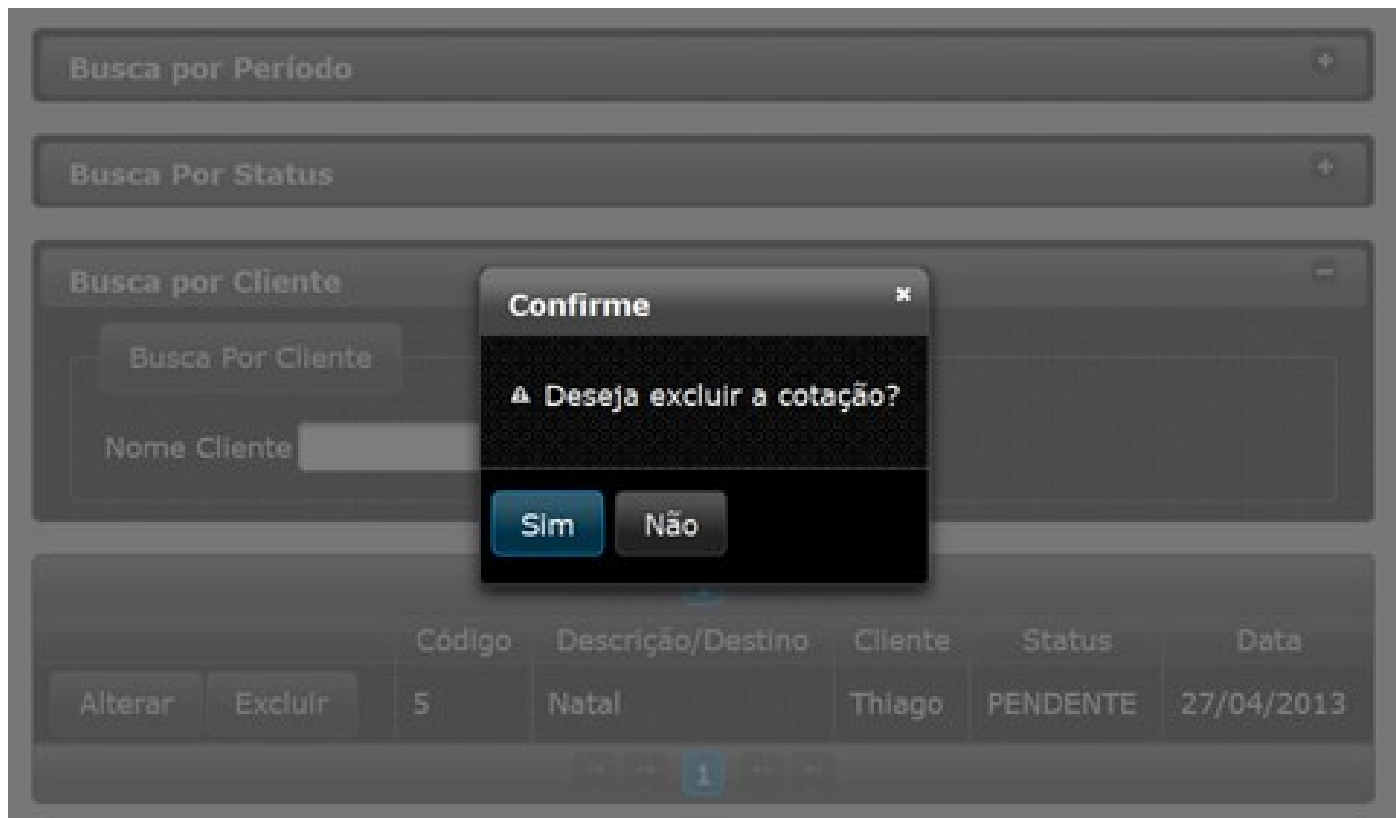 Busca por Período
Busca Por Status
Busca por Cliente
Busca Por Cliente
Nome Cliente
Confirme
Deseja excluir a cotação?
Sim Não
Código Descrição/Destino Cliente Status Data
Alterar Excluir 5 Natal Thiago PENDENTE 27/04/2013
1